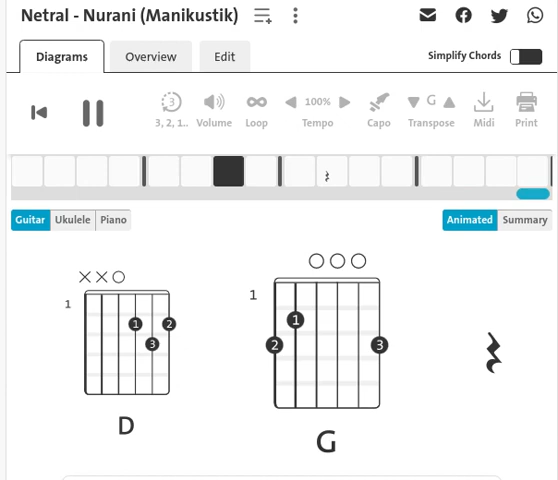 Netral - Nurani (Manikustik)
Diagrams Overview Edit Simplify Chords
3
100% G
3, 2, 1.. Volume Loop Tempo Capo Transpose Midi Print
Guitar Ukulele Piano Animated Summary
1 1
1 2 1
3 2 3
D G